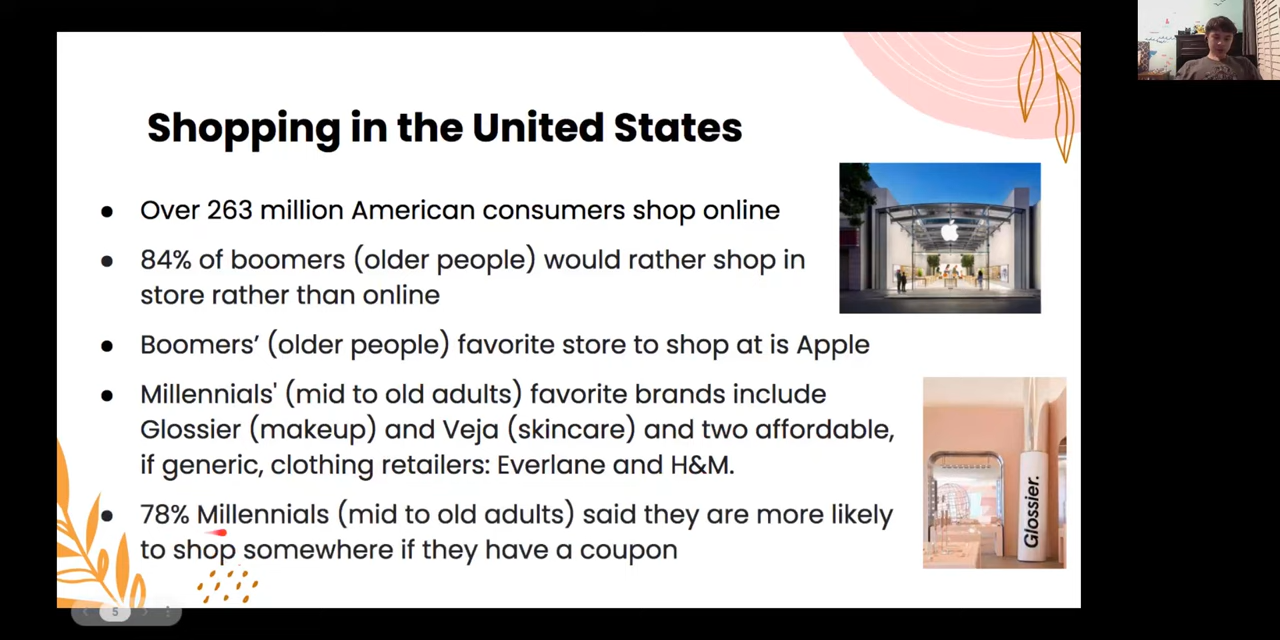 Shopping in the United States
● Over 263 million American consumers shop online
● 84% of boomers (older people) would rather shop in
store rather than online
● Boomers’ (older people) favorite store to shop at is Apple
● Millennials' (mid to old adults) favorite brands include
Glossier (makeup) and Veja (skincare) and two affordable,
if generic, clothing retailers: Everlane and H&M.
● 78% Millennials (mid to old adults) said they are more likely
to shop somewhere if they have a coupon
Glossier.
5